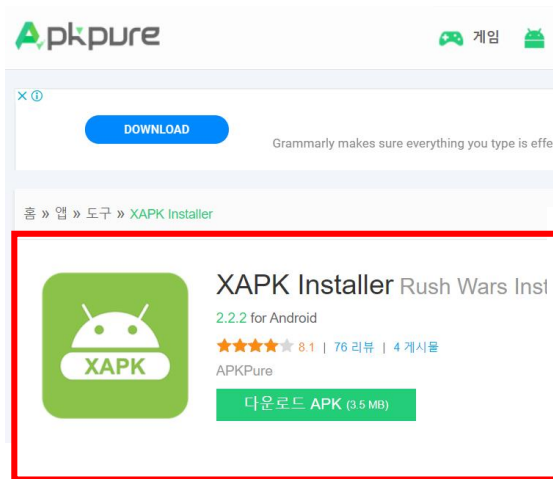 Apkpure
게임
DOWNLOAD
Grammarly makes sure everything you type is effe
홈 » 앱 » 도구 » XAPK Installer
XAPK
XAPK Installer Rush Wars Inst
2.2.2 for Android
8.1 | 76 리뷰 | 4 게시물
APKPure
다운로드 APK (3.5 MB)